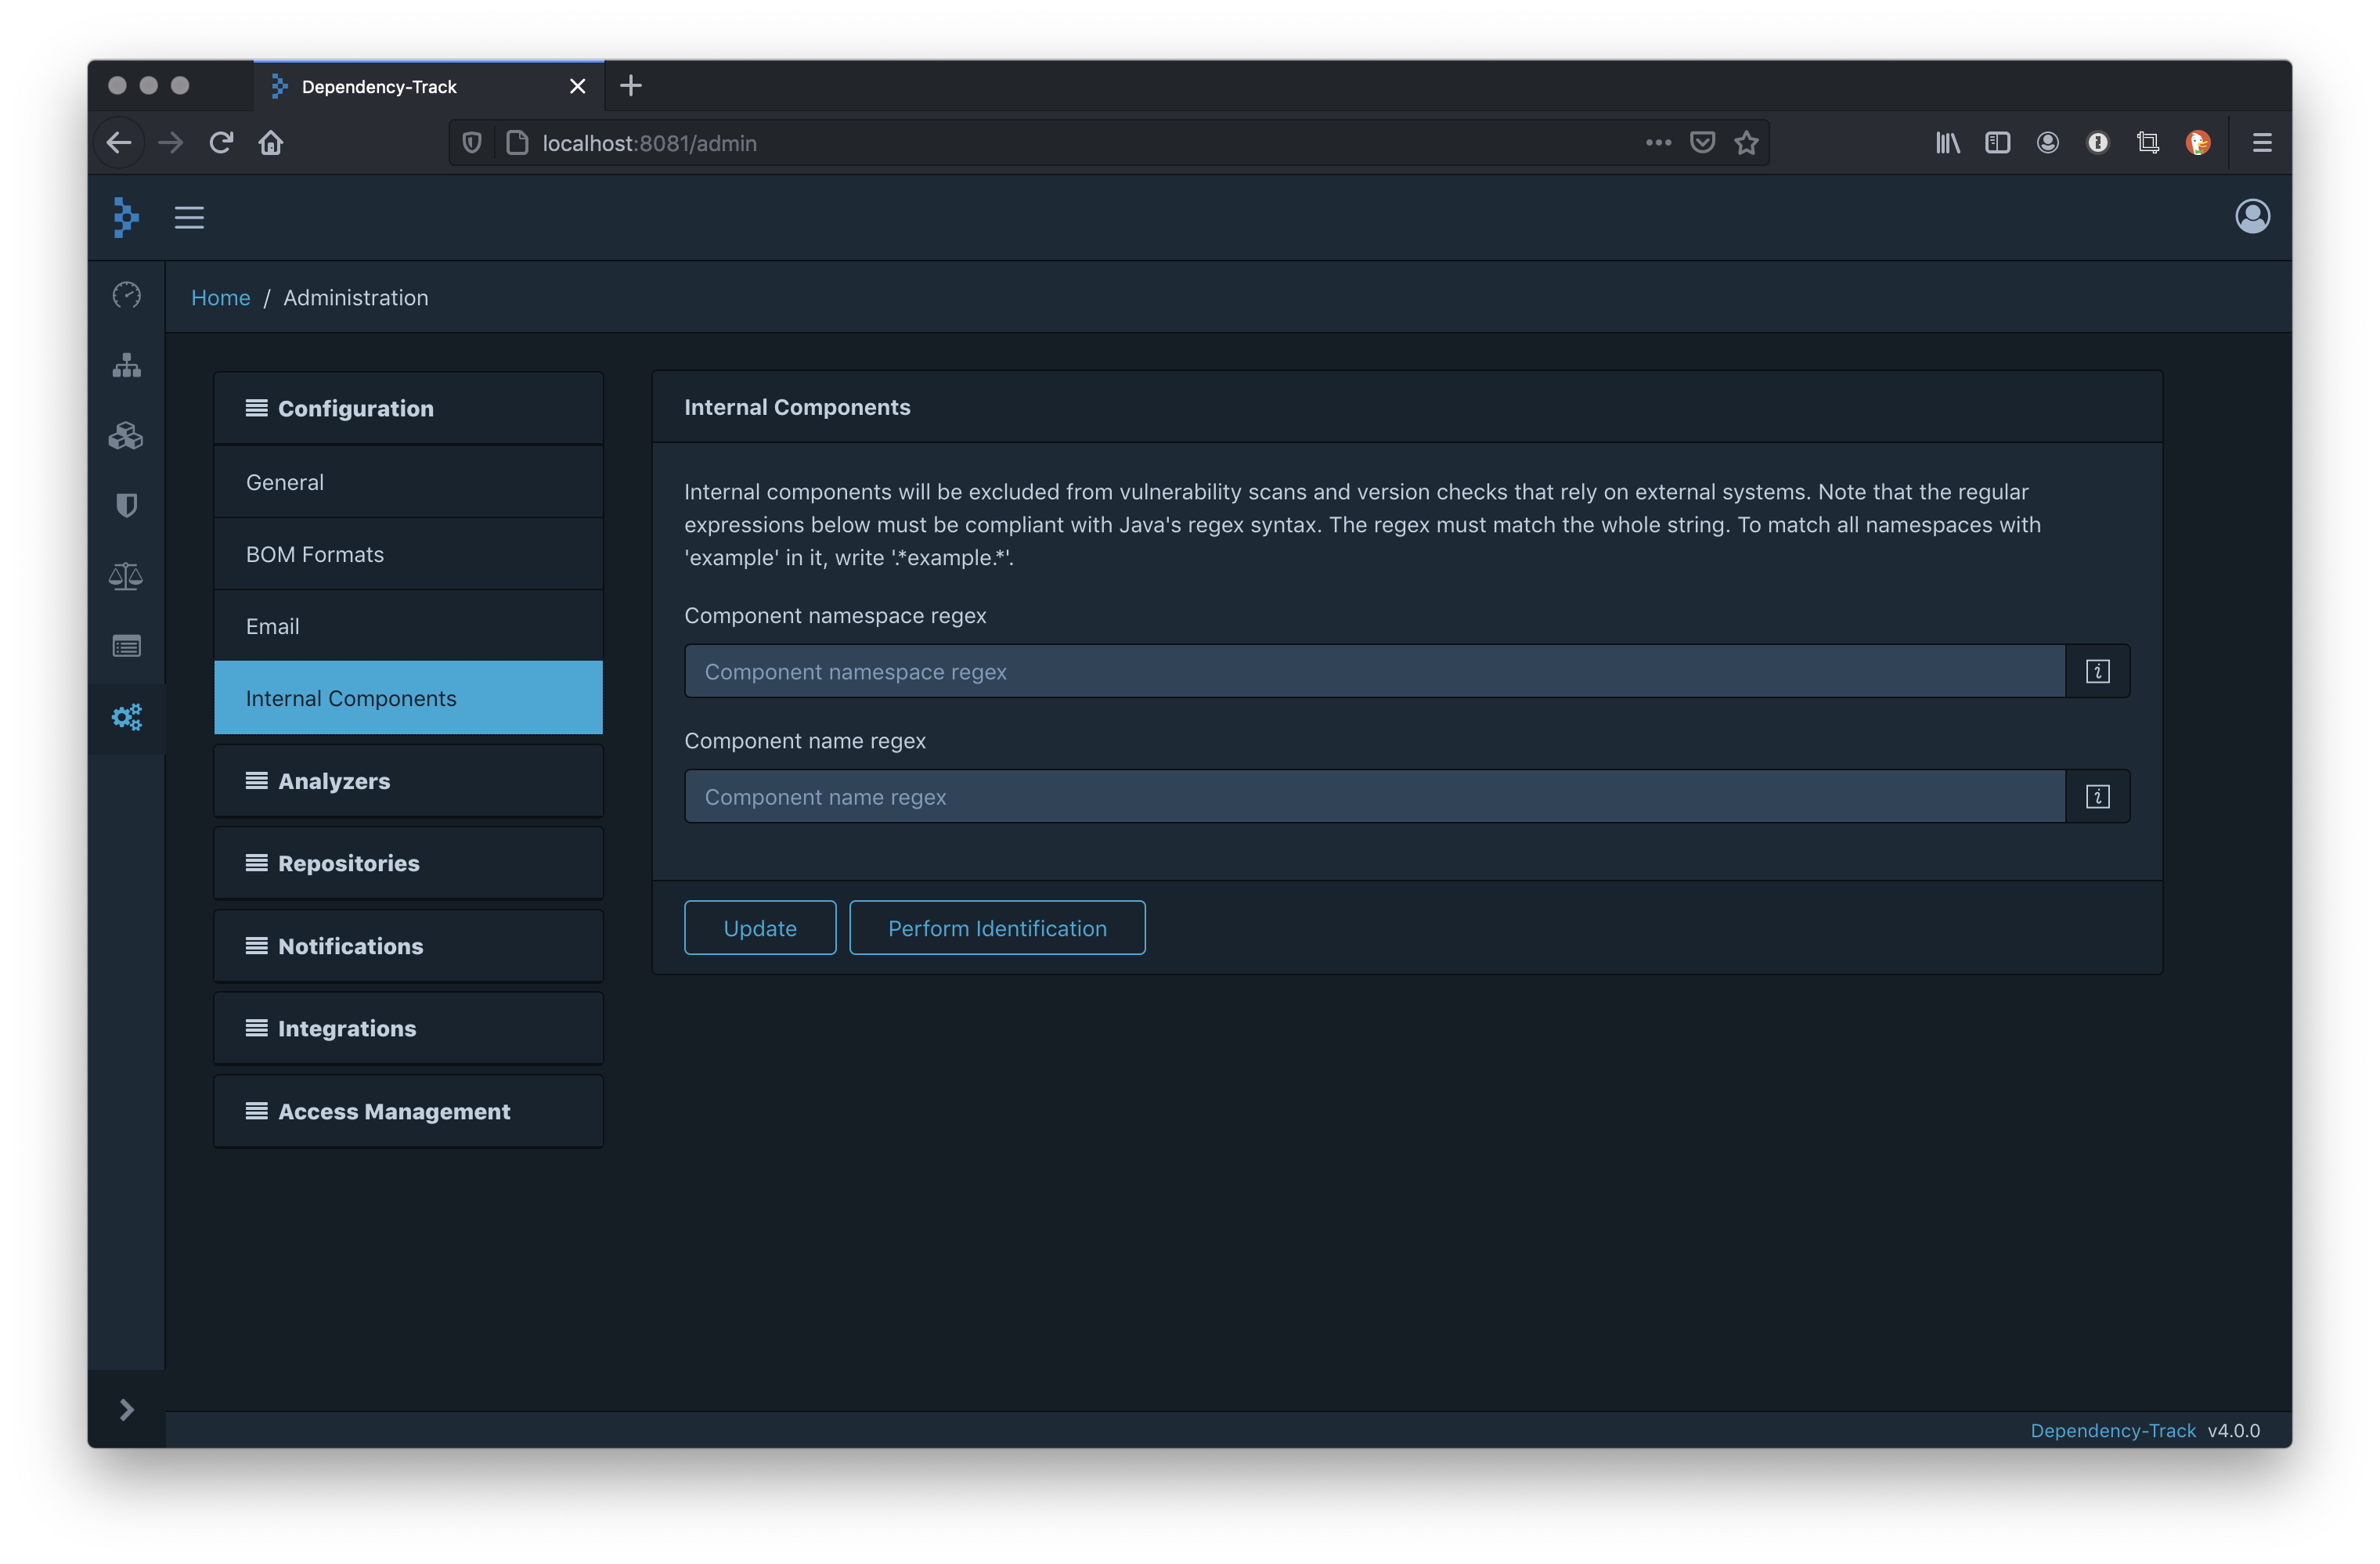 Dependency-Track
localhost:8081/admin
Home / Administration
Configuration
General
BOM Formats
Email
Internal Components
Analyzers
Repositories
Notifications
Integrations
Access Management
Internal Components
Internal components will be excluded from vulnerability scans and version checks that rely on external systems. Note that the regular
expressions below must be compliant with Java's regex syntax. The regex must match the whole string. To match all namespaces with
'example' in it, write '.*example.*'.
Component namespace regex
Component namespace regex
Component name regex
Component name regex
Update
Perform Identification
Dependency-Track v4.0.0